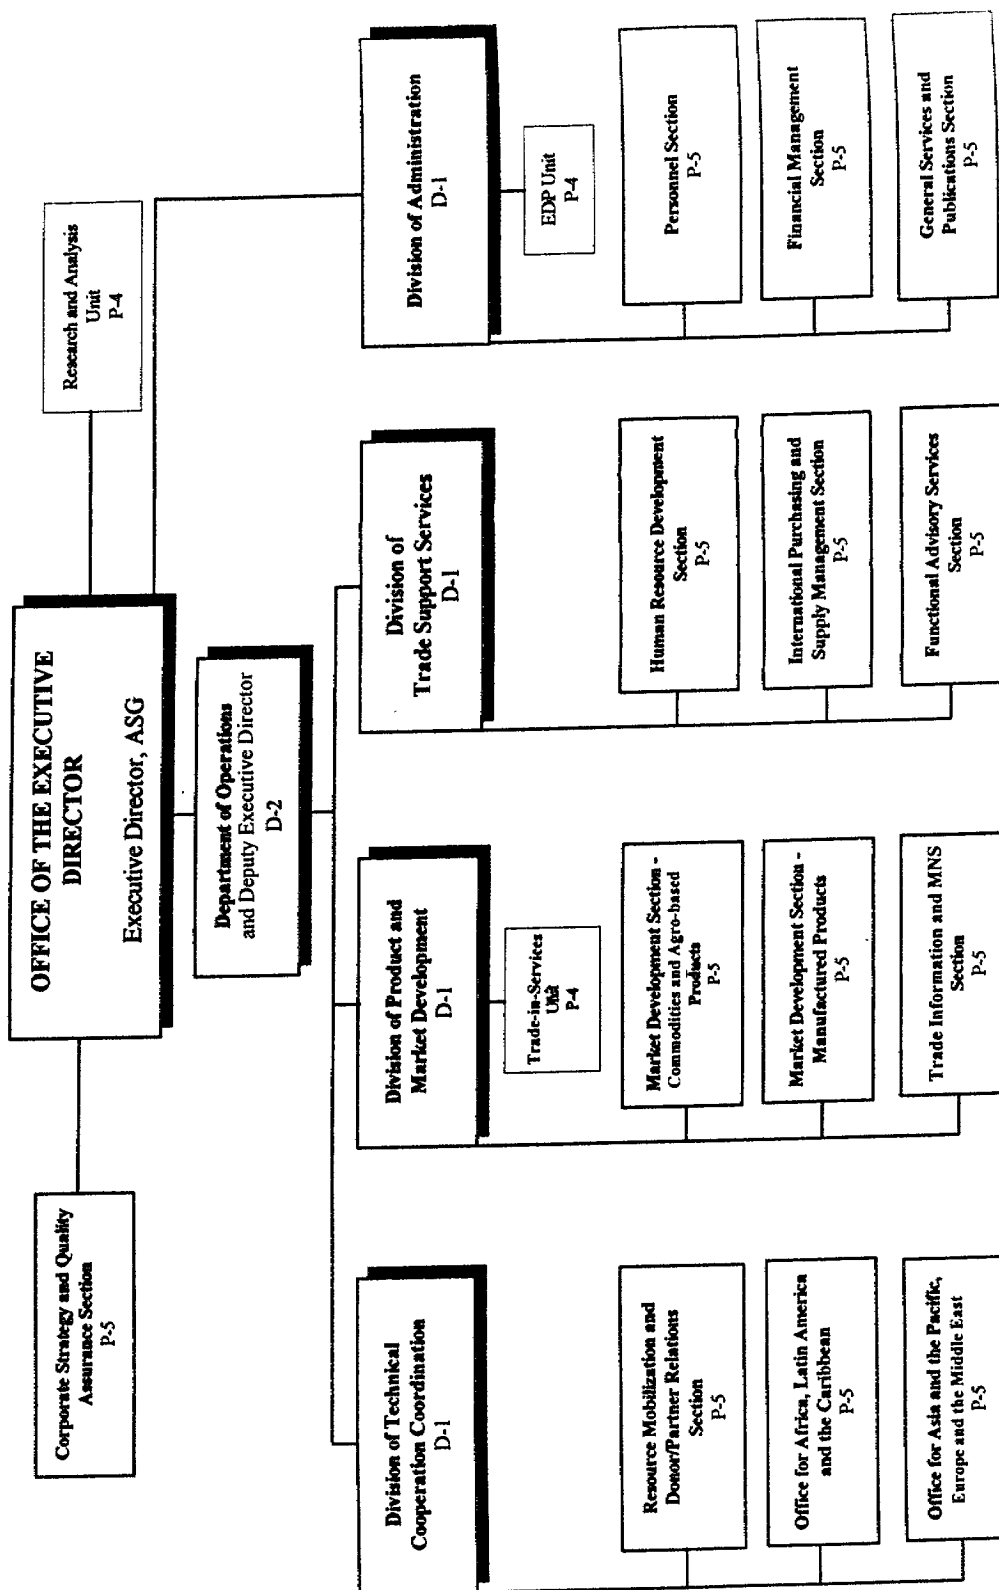 OFFICE OF THE EXECUTIVE
DIRECTOR
Executive Director, ASG
Corporate Strategy and Quality
Assurance Section
P-5
Research and Analysis
Unit
P-4
Department of Operations
and Deputy Executive Director
D-2
Division of Technical
Cooperation Coordination
D-1
Resource Mobilization and
Donor/Partner Relations
Section
P-5
Office for Africa, Latin America
and the Caribbean
P-5
Office for Asia and the Pacific,
Europe and the Middle East
P-5
Division of Product and
Market Development
D-1
Trade-in-Services
Unit
P-4
Market Development Section -
Commodities and Agro-based
Products
P-5
Market Development Section -
Manufactured Products
P-5
Trade Information and MNS
Section
P-5
Division of
Trade Support Services
D-1
Human Resource Development
Section
P-5
International Purchasing and
Supply Management Section
P-5
Functional Advisory Services
Section
P-5
Division of Administration
D-1
EDP Unit
P-4
Personnel Section
P-5
Financial Management
Section
P-5
General Services and
Publications Section
P-5